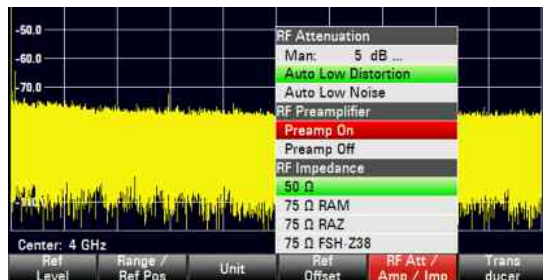 -50.0
-60.0
-70.0
RF Attenuation
Man: 5 dB ...
Auto Low Distortion
Auto Low Noise
RF Preamplifier
Preamp On
Preamp Off
RF Impedance
50 Ω
75 Ω RAM
75 Ω RAZ
75 Ω FSH-Z38
Center: 4 GHz
Ref Level
Range / Ref Pos
Unit
Ref Offset
RF Att / Amp / Imp
Trans ducer